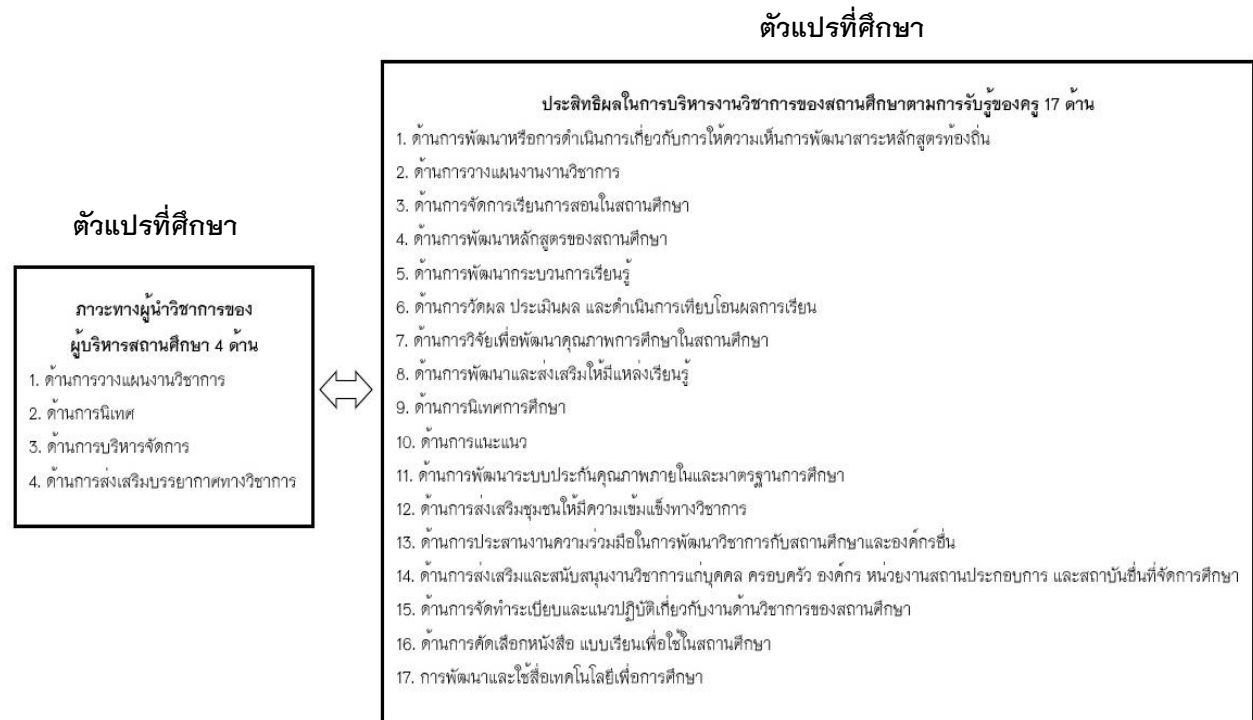 ตัวแปรที่ศึกษา
ภาวะทางผู้นำวิชาการของ
ผู้บริหารสถานศึกษา 4 ด้าน
1. ด้านการวางแผนงานวิชาการ
2. ด้านการนิเทศ
3. ด้านการบริหารจัดการ
4. ด้านการส่งเสริมบรรยากาศทางวิชาการ
ตัวแปรที่ศึกษา
ประสิทธิผลในการบริหารงานวิชาการของสถานศึกษาตามการรับรู้ของครู 17 ด้าน
1. ด้านการพัฒนาหรือการดำเนินการเกี่ยวกับการให้ความเห็นการพัฒนาสาระหลักสูตรท้องถิ่น
2. ด้านการวางแผนงานงานวิชาการ
3. ด้านการจัดการเรียนการสอนในสถานศึกษา
4. ด้านการพัฒนาหลักสูตรของสถานศึกษา
5. ด้านการพัฒนากระบวนการเรียนรู้
6. ด้านการวัดผล ประเมินผล และดำเนินการเทียบโอนผลการเรียน
7. ด้านการวิจัยเพื่อพัฒนาคุณภาพการศึกษาในสถานศึกษา
8. ด้านการพัฒนาและส่งเสริมให้มีแหล่งเรียนรู้
9. ด้านการนิเทศการศึกษา
10. ด้านการแนะแนว
11. ด้านการพัฒนาระบบประกันคุณภาพภายในและมาตรฐานการศึกษา
12. ด้านการส่งเสริมชุมชนให้มีความเข้มแข็งทางวิชาการ
13. ด้านการประสานงานความร่วมมือในการพัฒนาวิชาการกับสถานศึกษาและองค์กรอื่น
14. ด้านการส่งเสริมและสนับสนุนงานวิชาการแก่บุคคล ครอบครัว องค์กร หน่วยงานสถานประกอบการ และสถาบันอื่นที่จัดการศึกษา
15. ด้านการจัดทำระเบียบและแนวปฏิบัติเกี่ยวกับงานด้านวิชาการของสถานศึกษา
16. ด้านการคัดเลือกหนังสือ แบบเรียนเพื่อใช้ในสถานศึกษา
17. การพัฒนาและใช้สื่อเทคโนโลยีเพื่อการศึกษา